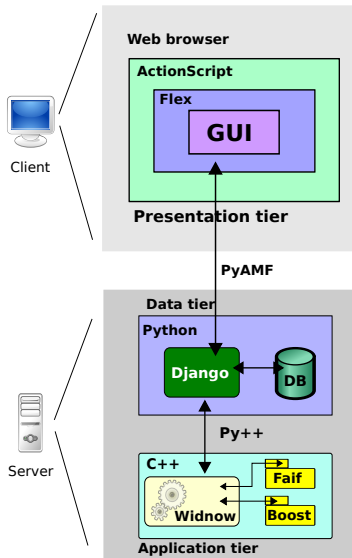 Web browser
ActionScript
Flex
GUI
Client
Presentation tier
PyAMF
Data tier
Python
Django
DB
Py++
Server
C++
Faif
Widnow
Boost
Application tier